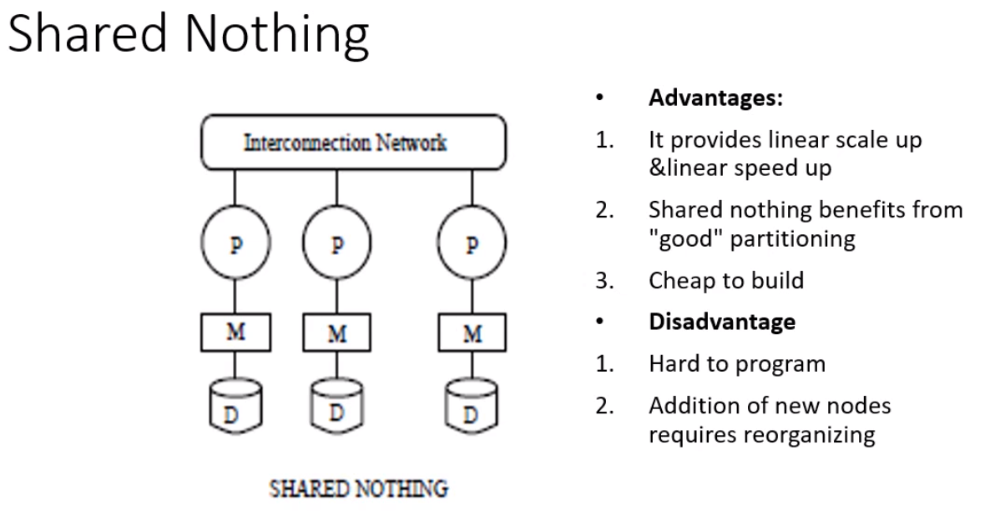 Shared Nothing
Interconnection Network
P P P
M M M
D D D
SHARED NOTHING
• Advantages:
1. It provides linear scale up
&linear speed up
2. Shared nothing benefits from
"good" partitioning
3. Cheap to build
• Disadvantage
1. Hard to program
2. Addition of new nodes
requires reorganizing